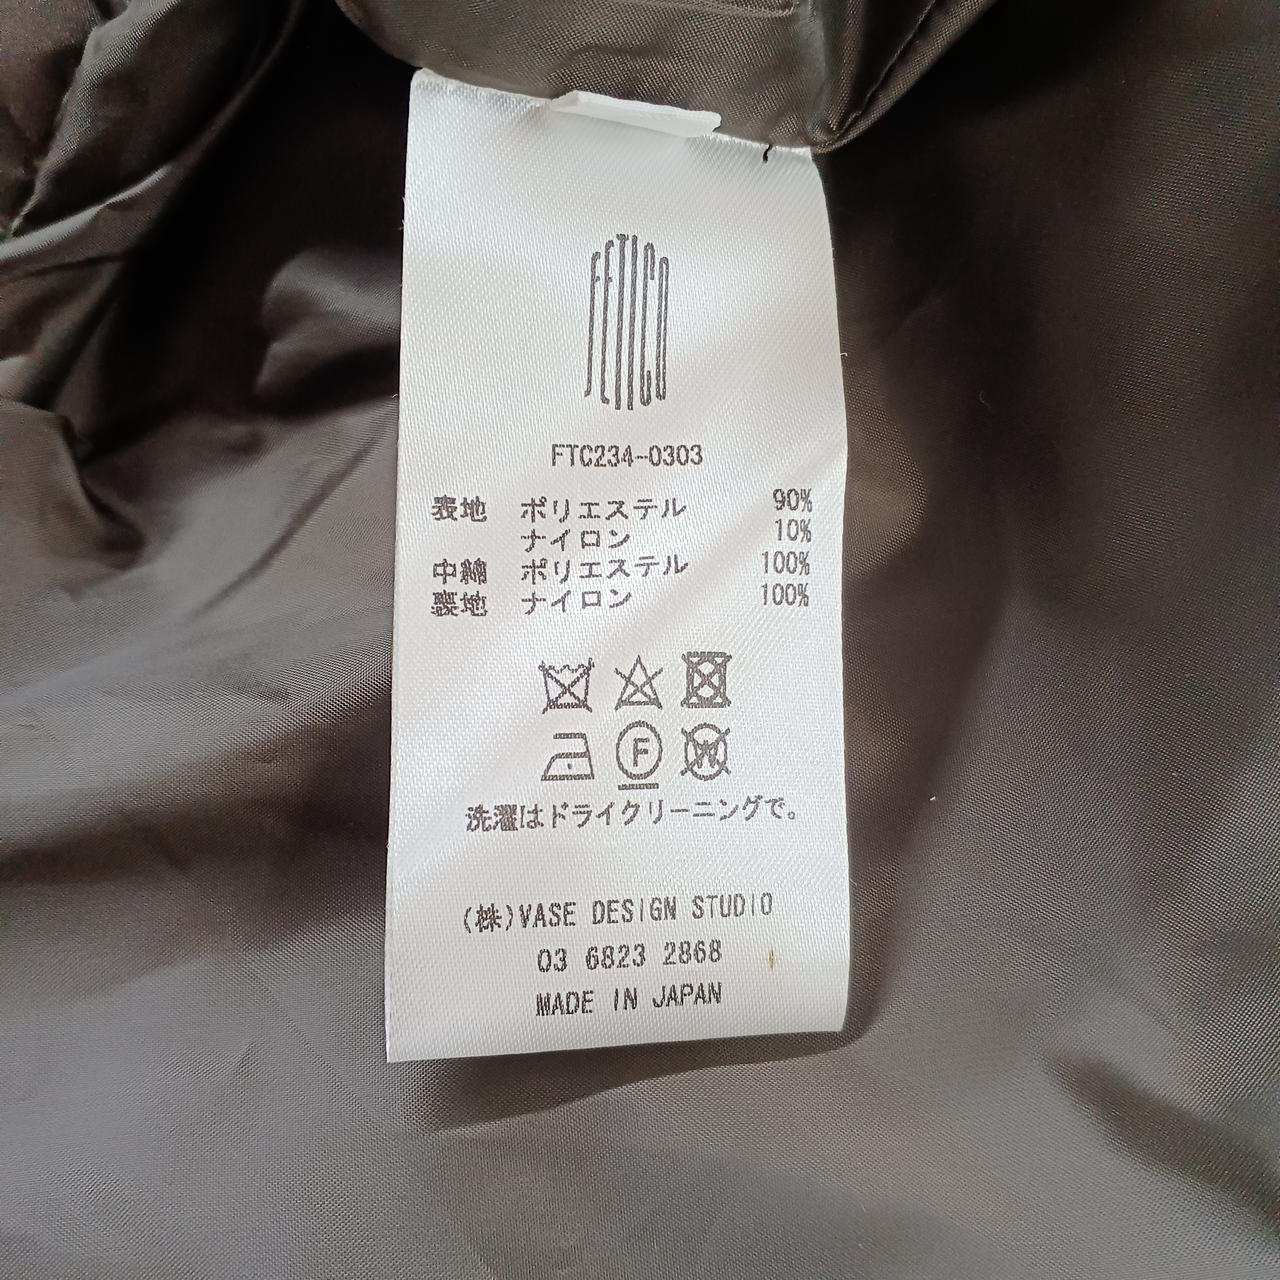 FETICO
FTC234-0303
表地 ポリエステル 90%
ナイロン 10%
中綿 ポリエステル 100%
裏地 ナイロン 100%
F W
洗濯はドライクリーニングで。
(株)VASE DESIGN STUDIO
03 6823 2868
MADE IN JAPAN